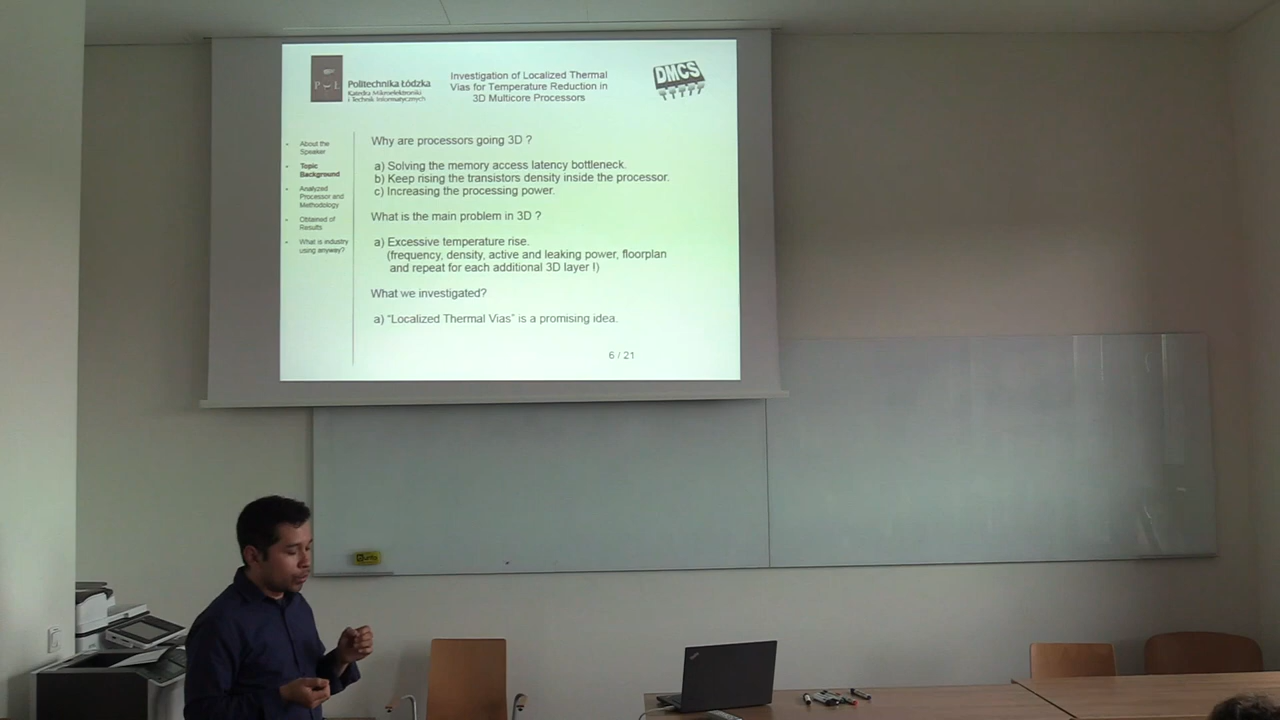 P Ł
Politechnika Łódzka
Katedra Mikroelektroniki
i Technik Informatycznych
Investigation of Localized Thermal
Vias for Temperature Reduction in
3D Multicore Processors
DMCS
About the
Speaker
Topic
Background
Analyzed
Processor and
Methodology
Obtained of
Results
What is industry
using anyway?
Why are processors going 3D ?
a) Solving the memory access latency bottleneck.
b) Keep rising the transistors density inside the processor.
c) Increasing the processing power.
What is the main problem in 3D ?
a) Excessive temperature rise.
(frequency, density, active and leaking power, floorplan
and repeat for each additional 3D layer !)
What we investigated?
a) “Localized Thermal Vias” is a promising idea.
6 / 21